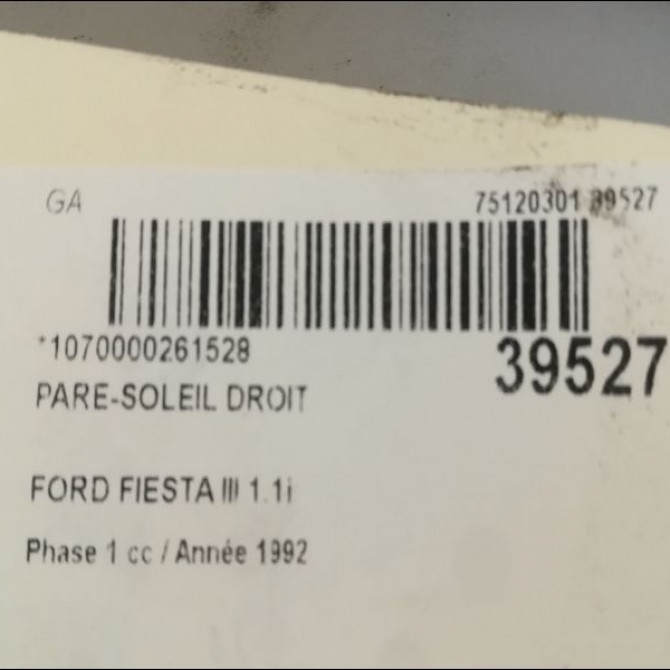 GA 75120301 39527
*1070000261528 39527
PARE-SOLEIL DROIT
FORD FIESTA III 1.1i
Phase 1 cc / Année 1992